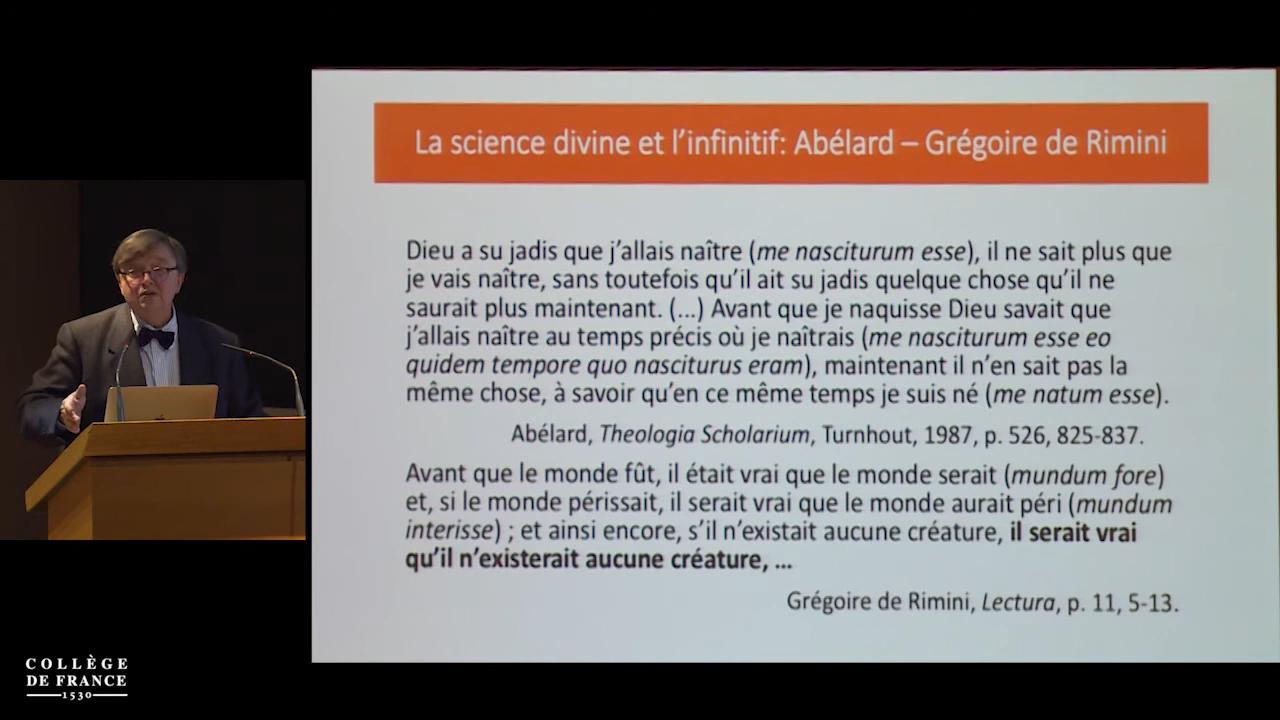 La science divine et l’infinitif: Abélard – Grégoire de Rimini
Dieu a su jadis que j’allais naître (me nasciturum esse), il ne sait plus que
je vais naître, sans toutefois qu’il ait su jadis quelque chose qu’il ne
saurait plus maintenant. (...) Avant que je naquisse Dieu savait que
j’allais naître au temps précis où je naîtrais (me nasciturum esse eo
quidem tempore quo nasciturus eram), maintenant il n’en sait pas la
même chose, à savoir qu’en ce même temps je suis né (me natum esse).
Abélard, Theologia Scholarium, Turnhout, 1987, p. 526, 825-837.
Avant que le monde fût, il était vrai que le monde serait (mundum fore)
et, si le monde périssait, il serait vrai que le monde aurait péri (mundum
interisse) ; et ainsi encore, s’il n’existait aucune créature, il serait vrai
qu’il n’existerait aucune créature, ...
Grégoire de Rimini, Lectura, p. 11, 5-13.
COLLÈGE
DE FRANCE
1530